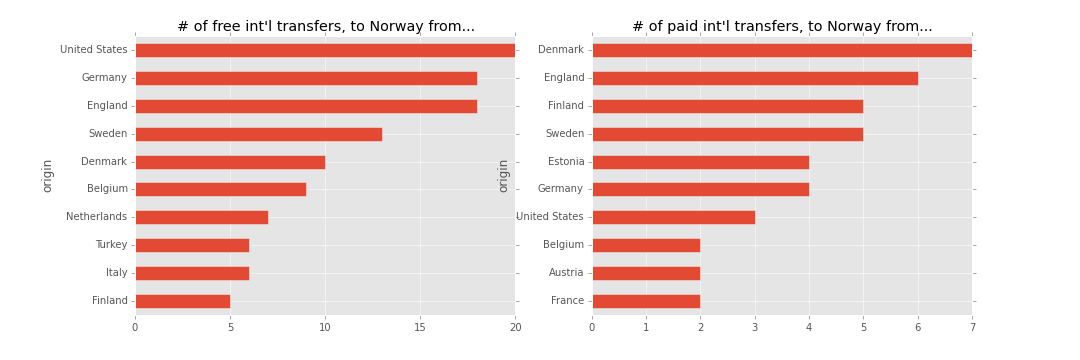 # of free int'l transfers, to Norway from...
United States
Germany
England
Sweden
Denmark
Belgium
Netherlands
Turkey
Italy
Finland
origin
0 5 10 15 20
# of paid int'l transfers, to Norway from...
Denmark
England
Finland
Sweden
Estonia
Germany
United States
Belgium
Austria
France
origin
0 1 2 3 4 5 6 7